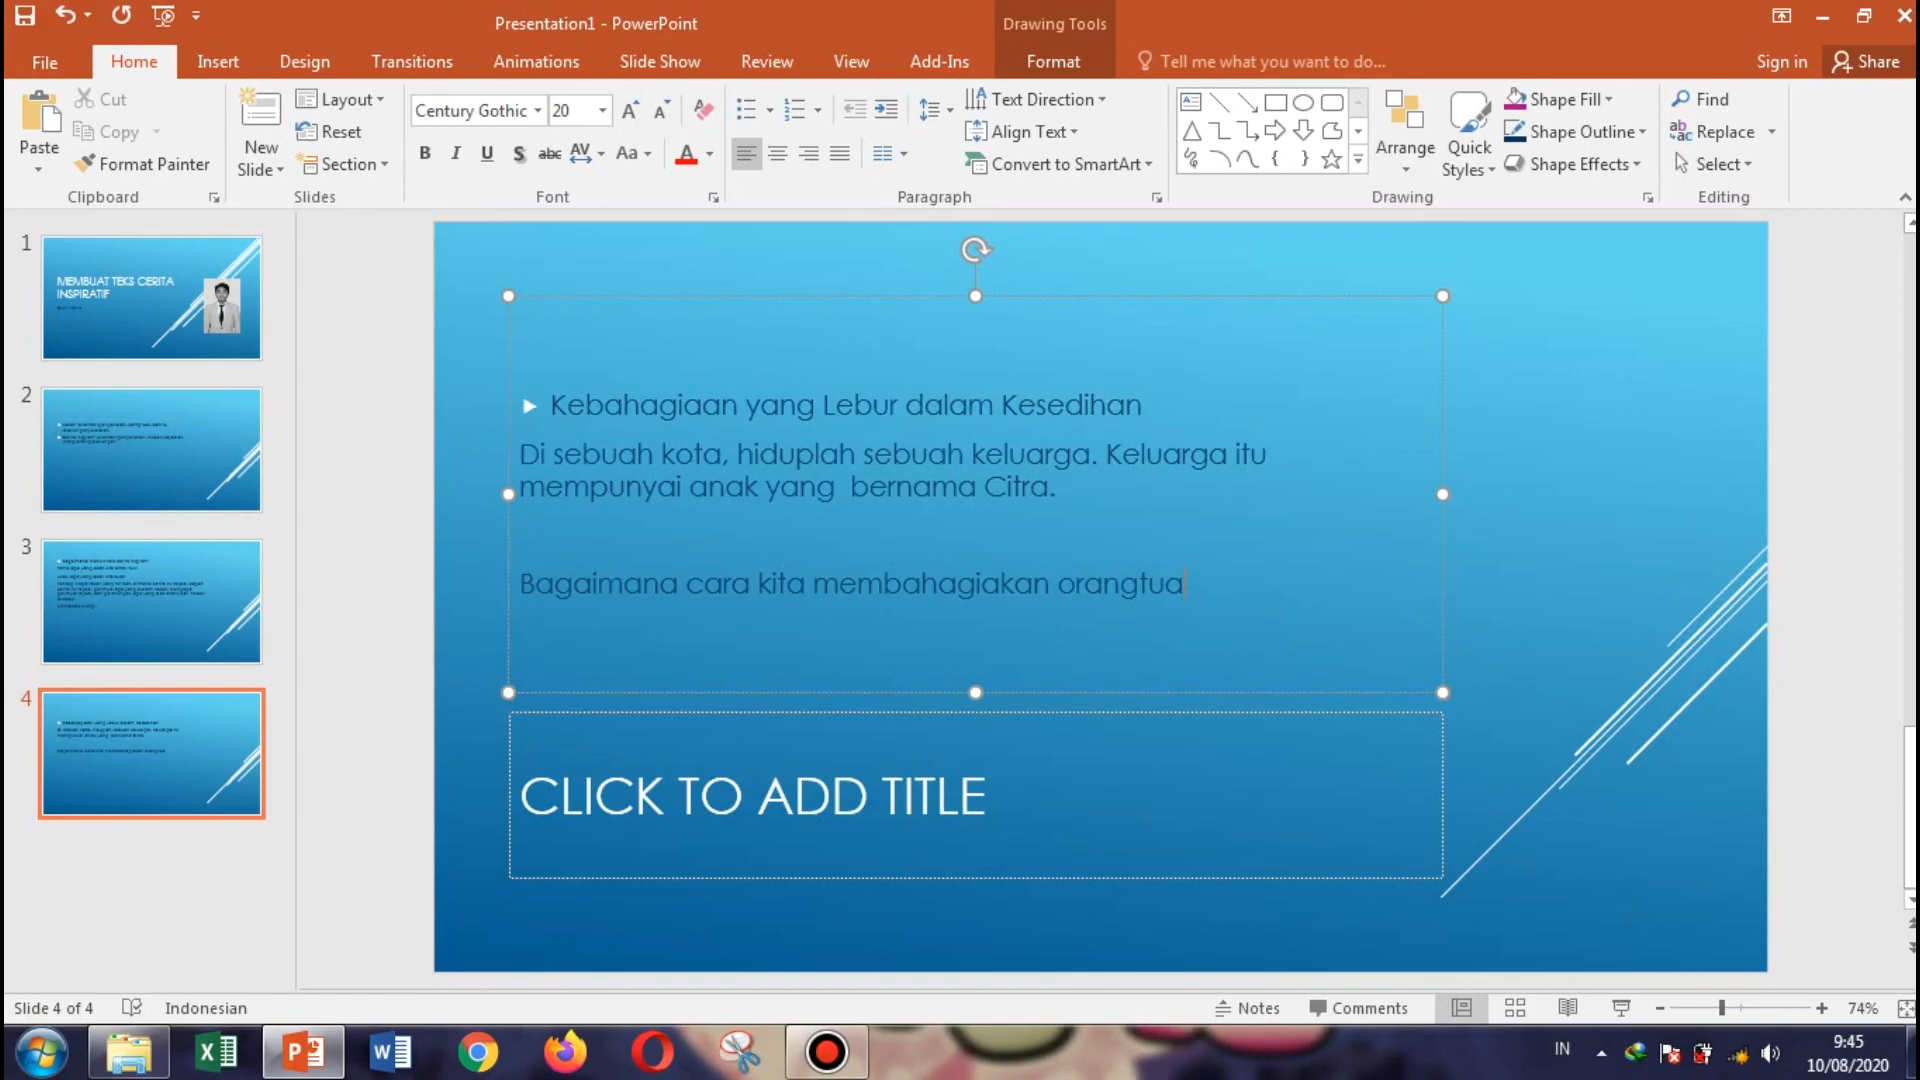 Presentation1 - PowerPoint
Drawing Tools
File
Home
Insert
Design
Transitions
Animations
Slide Show
Review
View
Add-Ins
Format
Tell me what you want to do...
Sign in
Share
Paste
Cut
Copy
Format Painter
Clipboard
New
Slide
Layout
Reset
Section
Slides
Century Gothic
20
Font
Text Direction
Align Text
Convert to SmartArt
Paragraph
Arrange
Quick
Styles
Shape Fill
Shape Outline
Shape Effects
Drawing
Find
Replace
Select
Editing
1
MEMBUAT TEKS CERITA
INSPIRATIF
2
3
4
Kebahagiaan yang Lebur dalam Kesedihan
Di sebuah kota, hiduplah sebuah keluarga. Keluarga itu
mempunyai anak yang  bernama Citra.
Bagaimana cara kita membahagiakan orangtua
CLICK TO ADD TITLE
Slide 4 of 4
Indonesian
Notes
Comments
74%
IN
9:45
10/08/2020